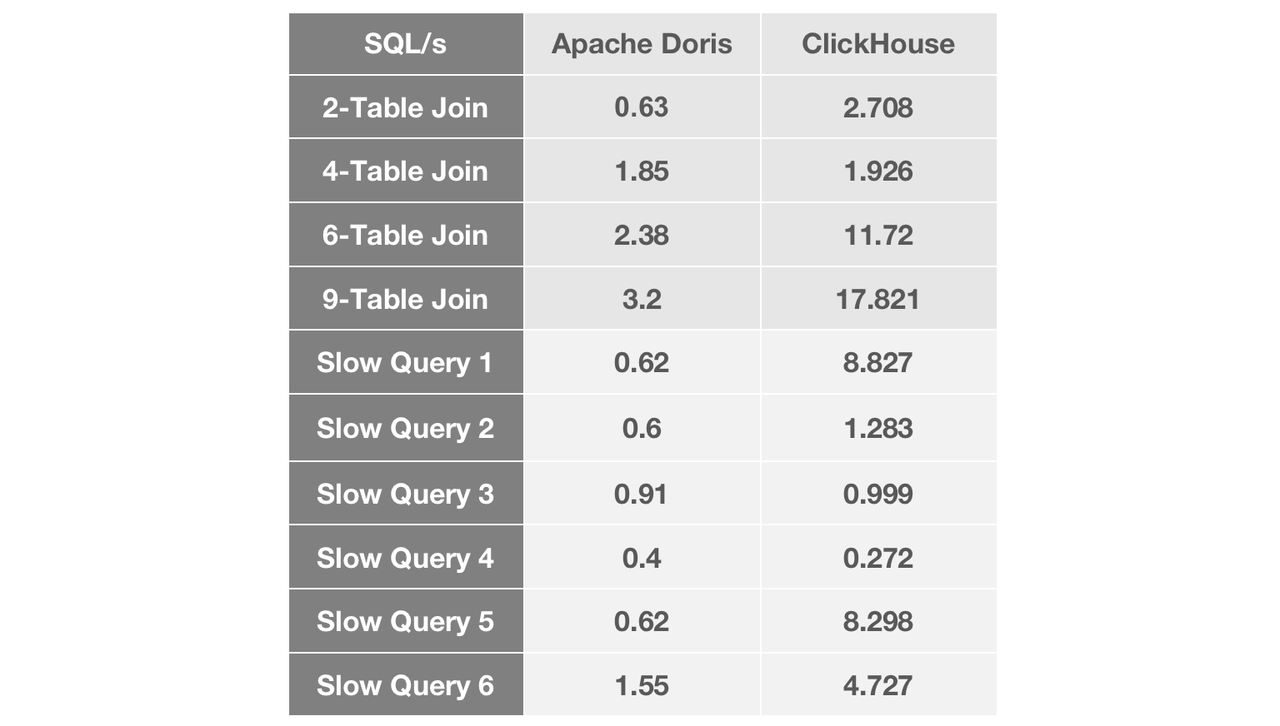 SQL/s Apache Doris ClickHouse
2-Table Join 0.63 2.708
4-Table Join 1.85 1.926
6-Table Join 2.38 11.72
9-Table Join 3.2 17.821
Slow Query 1 0.62 8.827
Slow Query 2 0.6 1.283
Slow Query 3 0.91 0.999
Slow Query 4 0.4 0.272
Slow Query 5 0.62 8.298
Slow Query 6 1.55 4.727